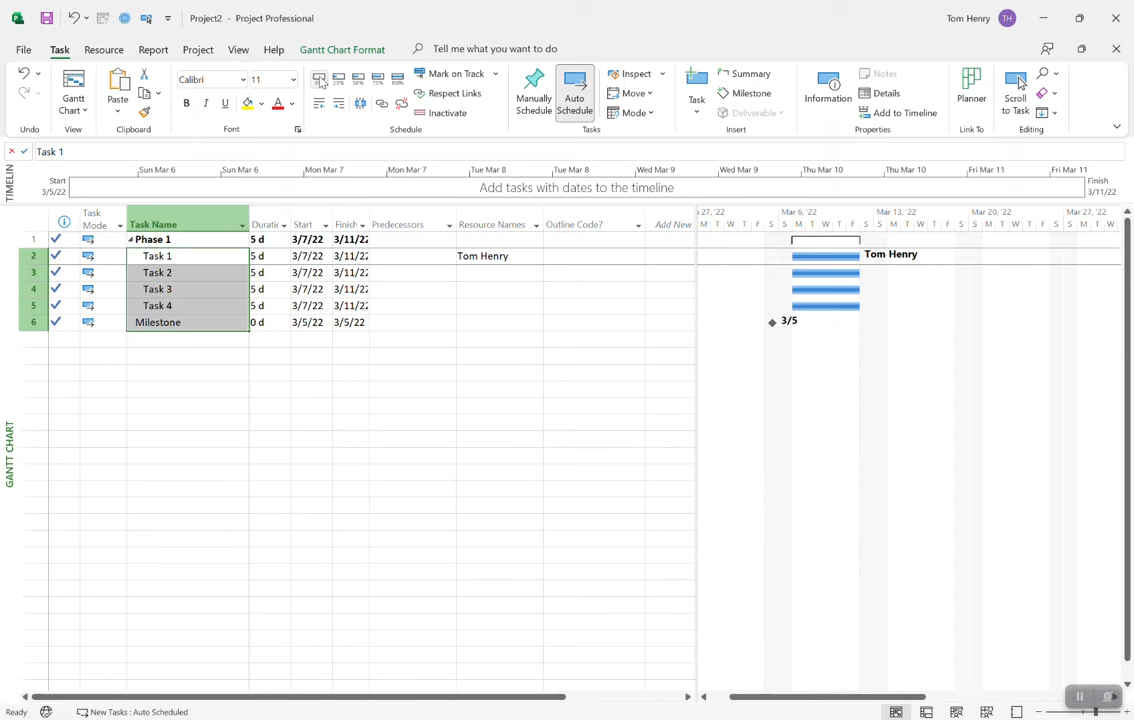 Project2 - Project Professional
Tom Henry TH
File Task Resource Report Project View Help Gantt Chart Format Tell me what you want to do
Calibri 11 0% 25% 50% 75% 100% Mark on Track Inspect Summary Notes
Respect Links Move Milestone Details
Inactivate Mode Deliverable Add to Timeline
Gantt Chart
Paste
B I U A
Manually Schedule
Auto Schedule
Task
Information
Planner
Scroll to Task
Undo View Clipboard Font Schedule Tasks Insert Properties Link To Editing
Task 1
TIMELIN
Sun Mar 6 Sun Mar 6 Mon Mar 7 Mon Mar 7 Tue Mar 8 Tue Mar 8 Wed Mar 9 Wed Mar 9 Thu Mar 10 Thu Mar 10 Fri Mar 11 Fri Mar 11
Start
3/5/22
Add tasks with dates to the timeline
Finish
3/11/22
Task Mode Task Name Duratic Start Finish Predecessors Resource Names Outline Code7 Add New
27, '22 Mar 6, '22 Mar 13, '22 Mar 20, '22 Mar 27, '22
M T W T F S S M T W T F S S M T W T F S S M T W T F S S M T W
1 Phase 1 5 d 3/7/22 3/11/22
2 Task 1 5 d 3/7/22 3/11/22 Tom Henry Tom Henry
3 Task 2 5 d 3/7/22 3/11/22
4 Task 3 5 d 3/7/22 3/11/22
5 Task 4 5 d 3/7/22 3/11/22
6 Milestone 0 d 3/5/22 3/5/22 3/5
GANTT CHART
Ready New Tasks : Auto Scheduled